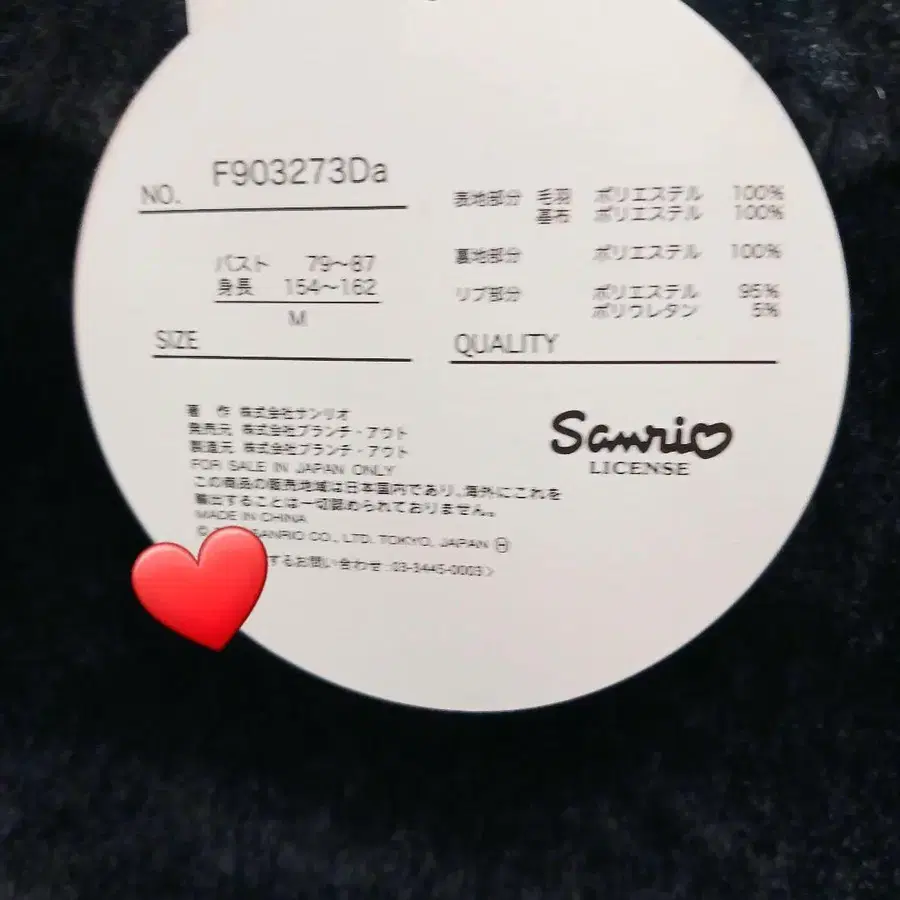 NO. F903273Da
バスト 79〜87
身長 154〜162
M
SIZE
表地部分 毛羽 ポリエステル 100%
基布 ポリエステル 100%
裏地部分 ポリエステル 100%
リブ部分 ポリエステル 95%
ポリウレタン 5%
QUALITY
著 作 株式会社サンリオ
発売元 株式会社ブランチ・アウト
製造元 株式会社ブランチ・アウト
FOR SALE IN JAPAN ONLY
この商品の販売地域は日本国内であり、海外にこれを
輸出することは一切認められておりません。
MADE IN CHINA
© SANRIO CO., LTD. TOKYO, JAPAN Ⓗ
するお問い合わせ:03-3445-0003>
Sanrio
LICENSE